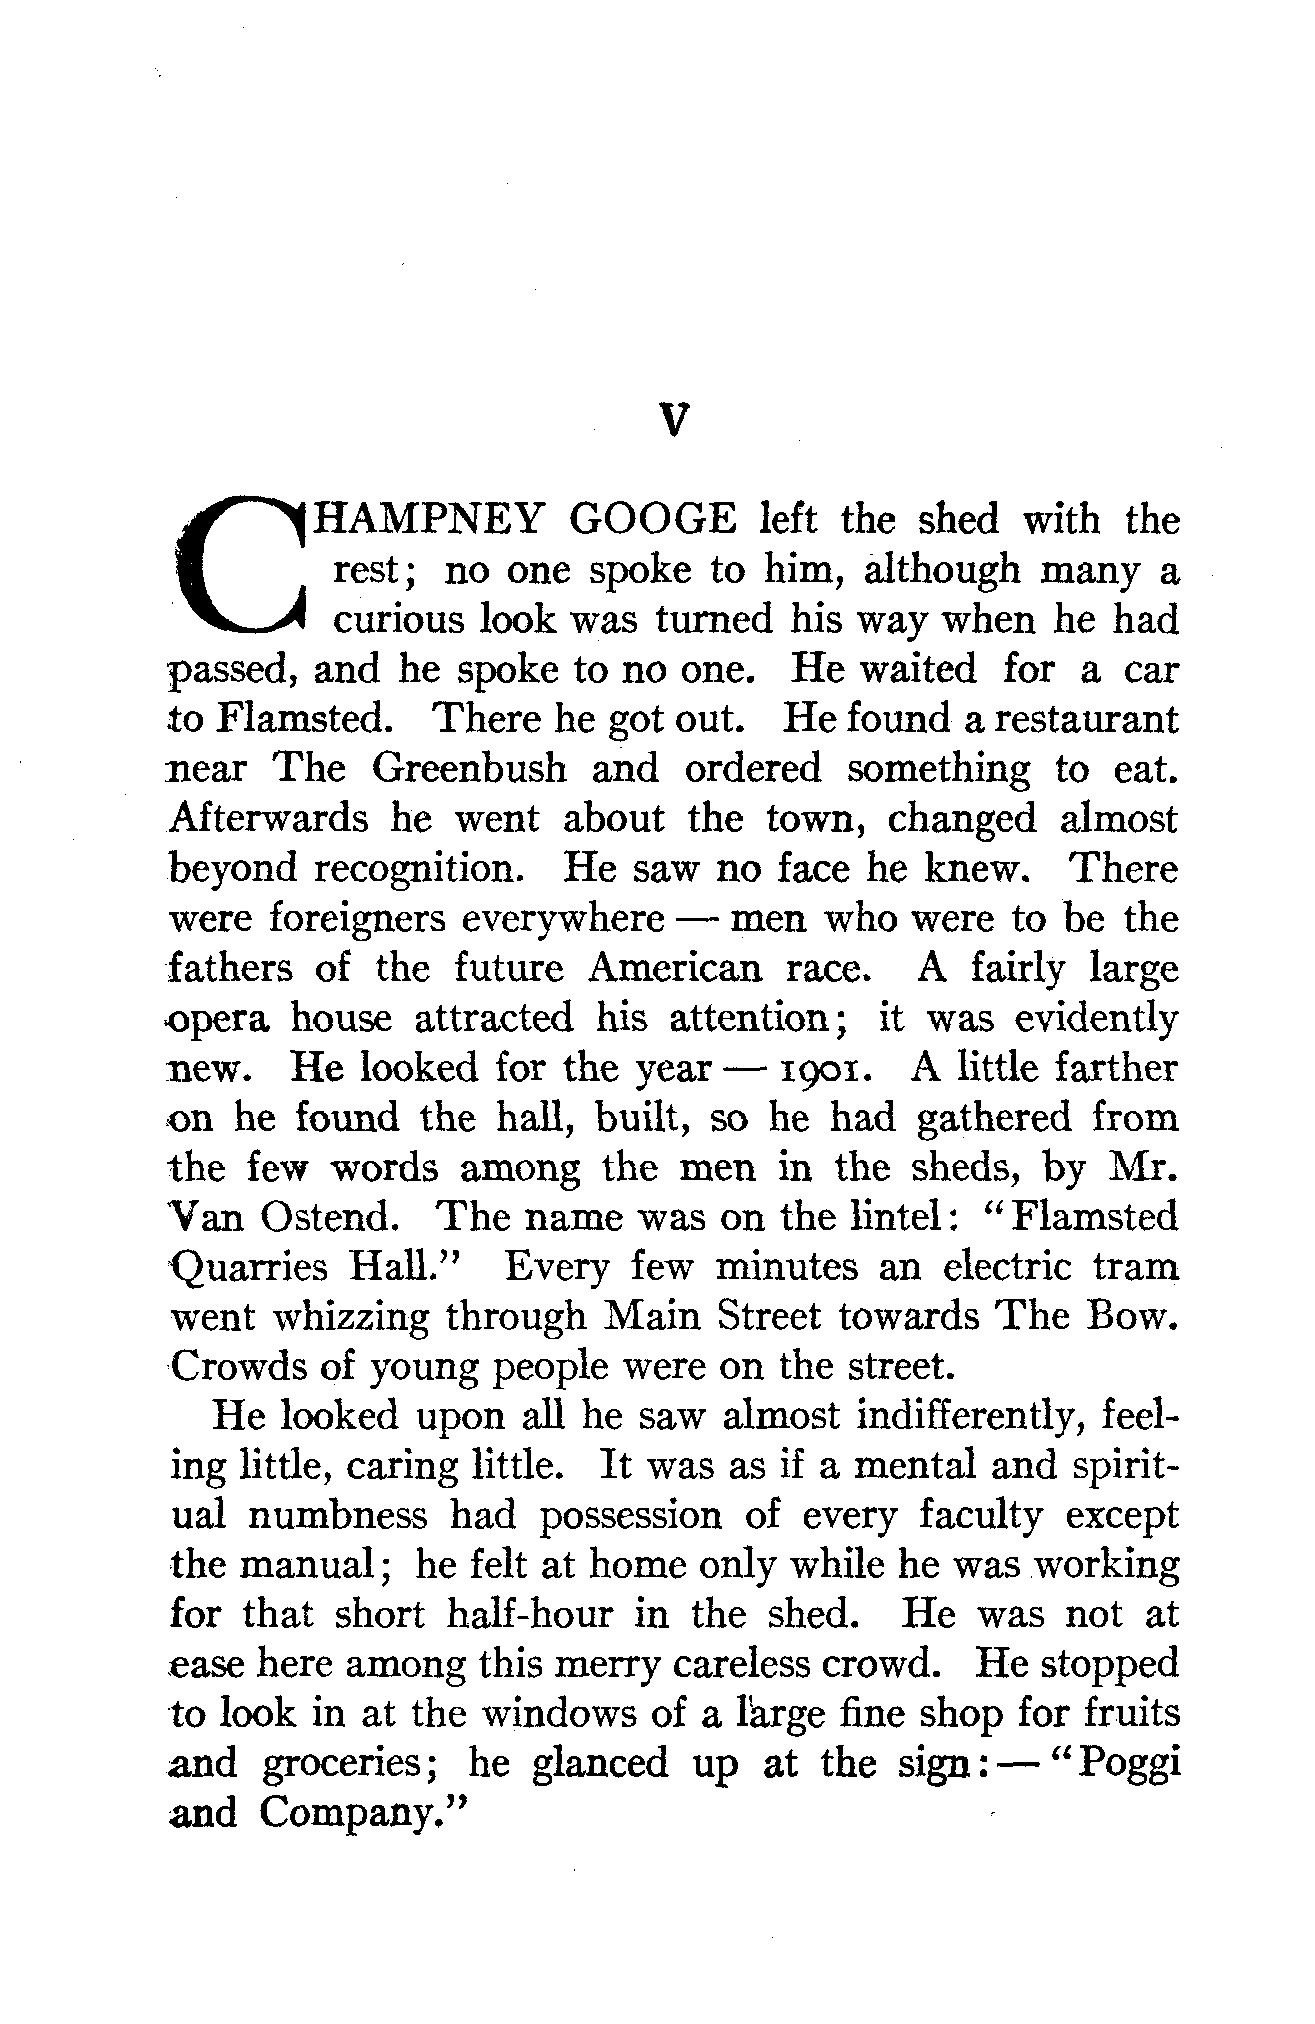 V
CHAMPNEY GOOGE left the shed with the
rest; no one spoke to him, although many a
curious look was turned his way when he had
passed, and he spoke to no one. He waited for a car
to Flamsted. There he got out. He found a restaurant
near The Greenbush and ordered something to eat.
Afterwards he went about the town, changed almost
beyond recognition. He saw no face he knew. There
were foreigners everywhere — men who were to be the
fathers of the future American race. A fairly large
opera house attracted his attention; it was evidently
new. He looked for the year — 1901. A little farther
on he found the hall, built, so he had gathered from
the few words among the men in the sheds, by Mr.
Van Ostend. The name was on the lintel: "Flamsted
Quarries Hall." Every few minutes an electric tram
went whizzing through Main Street towards The Bow.
Crowds of young people were on the street.
He looked upon all he saw almost indifferently, feel-
ing little, caring little. It was as if a mental and spirit-
ual numbness had possession of every faculty except
the manual; he felt at home only while he was working
for that short half-hour in the shed. He was not at
ease here among this merry careless crowd. He stopped
to look in at the windows of a large fine shop for fruits
and groceries; he glanced up at the sign: — "Poggi
and Company."